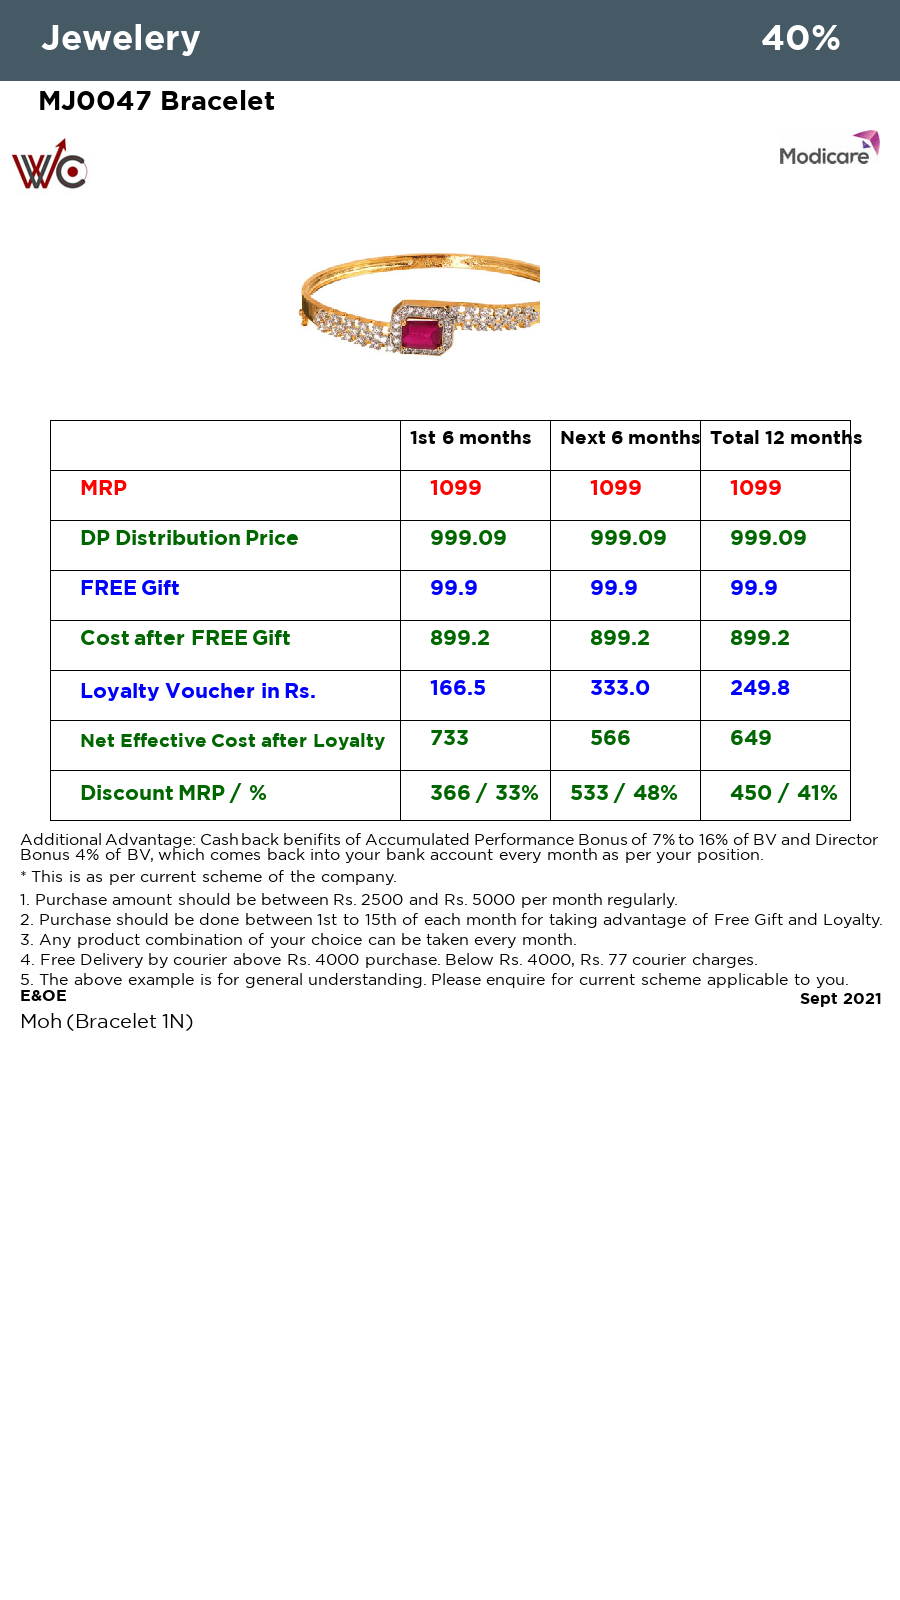 Jewelery 40%
MJ0047 Bracelet
WC
Modicare
1st 6 months Next 6 months Total 12 months
MRP 1099 1099 1099
DP Distribution Price 999.09 999.09 999.09
FREE Gift 99.9 99.9 99.9
Cost after FREE Gift 899.2 899.2 899.2
Loyalty Voucher in Rs. 166.5 333.0 249.8
Net Effective Cost after Loyalty 733 566 649
Discount MRP / % 366 / 33% 533 / 48% 450 / 41%
Additional Advantage: Cashback benifits of Accumulated Performance Bonus of 7% to 16% of BV and Director
Bonus 4% of BV, which comes back into your bank account every month as per your position.
* This is as per current scheme of the company.
1. Purchase amount should be between Rs. 2500 and Rs. 5000 per month regularly.
2. Purchase should be done between 1st to 15th of each month for taking advantage of Free Gift and Loyalty.
3. Any product combination of your choice can be taken every month.
4. Free Delivery by courier above Rs. 4000 purchase. Below Rs. 4000, Rs. 77 courier charges.
5. The above example is for general understanding. Please enquire for current scheme applicable to you.
E&OE Sept 2021
Moh (Bracelet 1N)